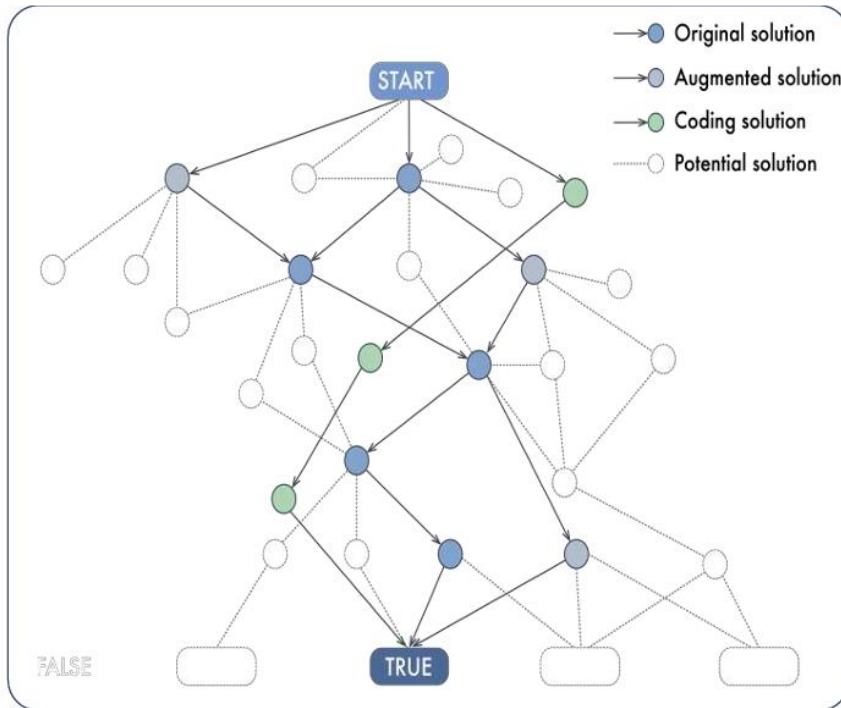 Original solution
START
Augmented solution
Coding solution
Potential solution
FALSE
TRUE